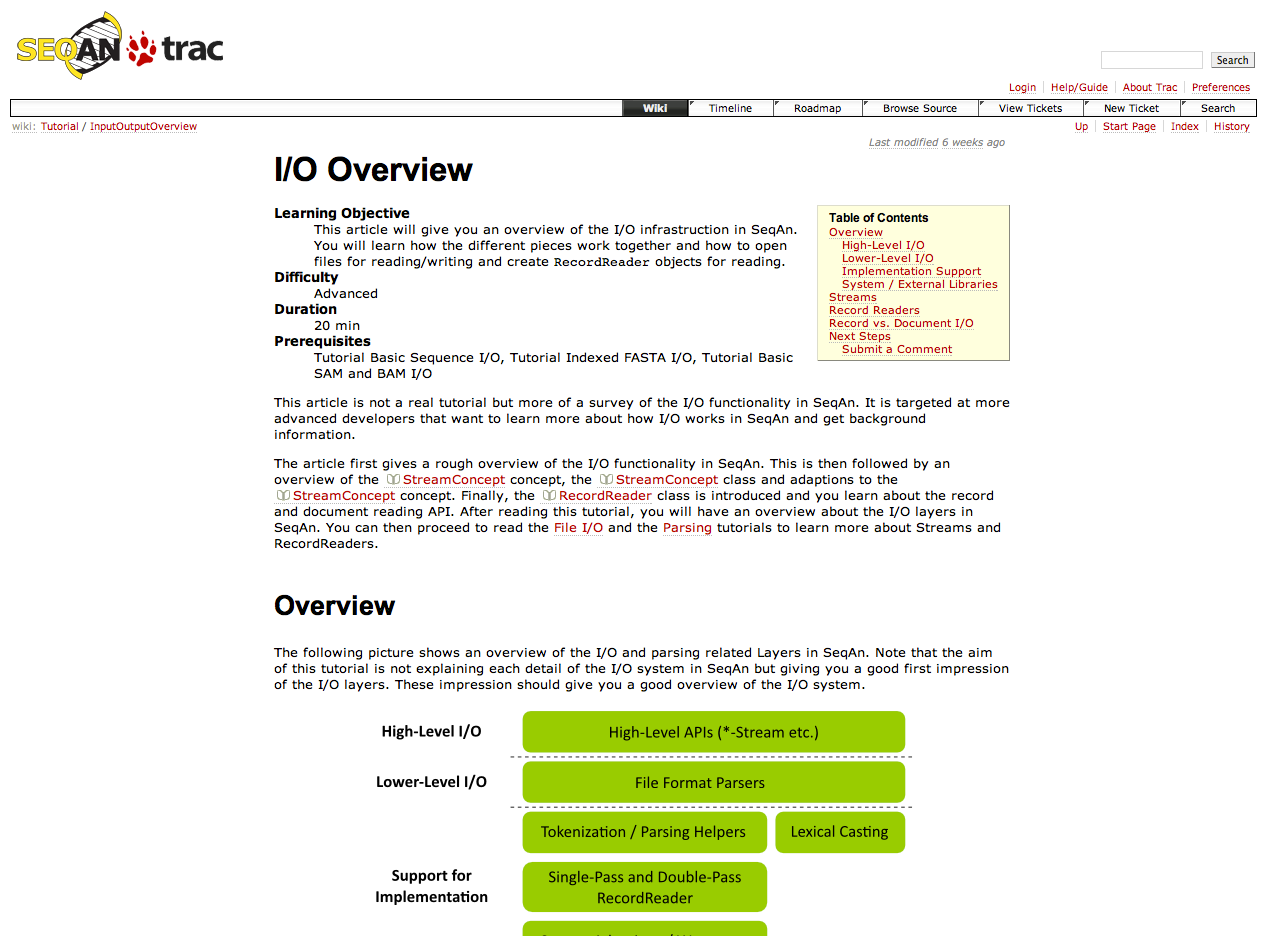 SEQAN trac
Search
Login Help/Guide About Trac Preferences
Wiki Timeline Roadmap Browse Source View Tickets New Ticket Search
wiki: Tutorial / InputOutputOverview
Up Start Page Index History
Last modified 6 weeks ago
I/O Overview
Learning Objective
This article will give you an overview of the I/O infrastruction in SeqAn.
You will learn how the different pieces work together and how to open
files for reading/writing and create RecordReader objects for reading.
Difficulty
Advanced
Duration
20 min
Prerequisites
Tutorial Basic Sequence I/O, Tutorial Indexed FASTA I/O, Tutorial Basic
SAM and BAM I/O
Table of Contents
Overview
High-Level I/O
Lower-Level I/O
Implementation Support
System / External Libraries
Streams
Record Readers
Record vs. Document I/O
Next Steps
Submit a Comment
This article is not a real tutorial but more of a survey of the I/O functionality in SeqAn. It is targeted at more
advanced developers that want to learn more about how I/O works in SeqAn and get background
information.
The article first gives a rough overview of the I/O functionality in SeqAn. This is then followed by an
overview of the StreamConcept concept, the StreamConcept class and adaptions to the
StreamConcept concept. Finally, the RecordReader class is introduced and you learn about the record
and document reading API. After reading this tutorial, you will have an overview about the I/O layers in
SeqAn. You can then proceed to read the File I/O and the Parsing tutorials to learn more about Streams and
RecordReaders.
Overview
The following picture shows an overview of the I/O and parsing related Layers in SeqAn. Note that the aim
of this tutorial is not explaining each detail of the I/O system in SeqAn but giving you a good first impression
of the I/O layers. These impression should give you a good overview of the I/O system.
High-Level I/O
High-Level APIs (*-Stream etc.)
Lower-Level I/O
File Format Parsers
Tokenization / Parsing Helpers
Lexical Casting
Support for
Implementation
Single-Pass and Double-Pass
RecordReader